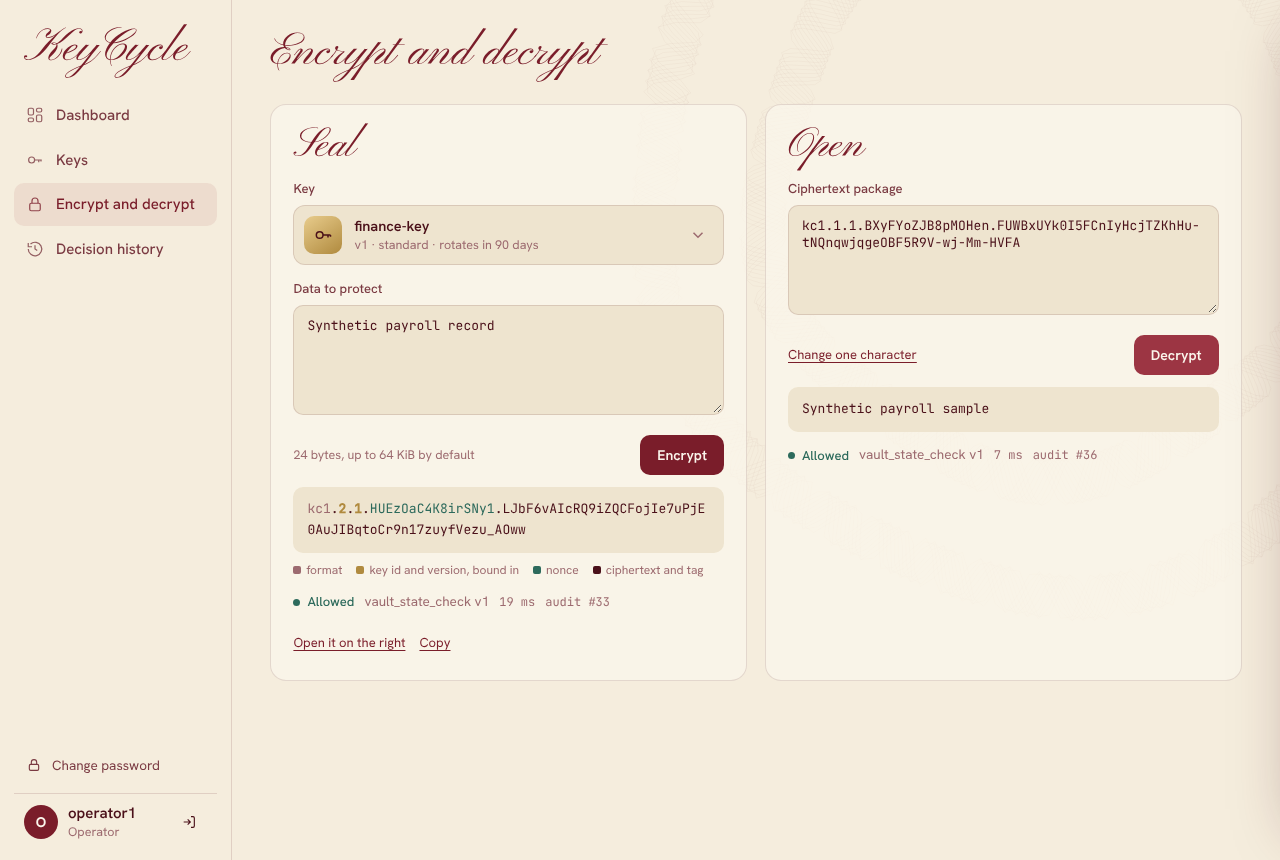 KeyCycle
Dashboard
Keys
Encrypt and decrypt
Decision history
Change password
O
operator1
Operator
Encrypt and decrypt
Seal
Key
finance-key
v1 · standard · rotates in 90 days
Data to protect
Synthetic payroll record
24 bytes, up to 64 KiB by default
Encrypt
kc1.2.1.HUEzOaC4K8irSNy1.LJbF6vAIcRQ9iZQCFojIe7uPjE
0AuJIBqtoCr9n17zuyfVezu_AOww
format key id and version, bound in nonce ciphertext and tag
Allowed vault_state_check v1 19 ms audit #33
Open it on the right Copy
Open
Ciphertext package
kc1.1.1.BXyFYoZJB8pMOHen.FUWBxUYk0I5FCnIyHcjTZKhHu-
tNQnqwjqgeOBF5R9V-wj-Mm-HVFA
Change one character
Decrypt
Synthetic payroll sample
Allowed vault_state_check v1 7 ms audit #36